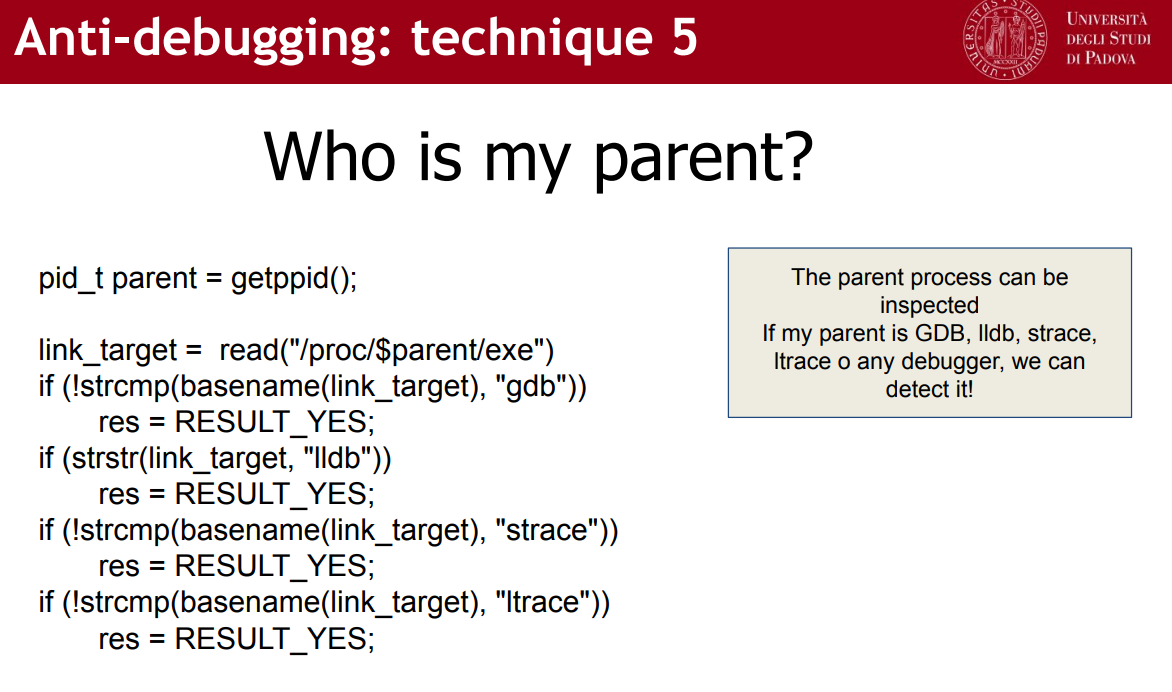 Anti-debugging: technique 5
UNIVERSITÀ
DEGLI STUDI
DI PADOVA
Who is my parent?
pid_t parent = getppid();
link_target =  read("/proc/$parent/exe")
if (!strcmp(basename(link_target), "gdb"))
res = RESULT_YES;
if (strstr(link_target, "lldb"))
res = RESULT_YES;
if (!strcmp(basename(link_target), "strace"))
res = RESULT_YES;
if (!strcmp(basename(link_target), "ltrace"))
res = RESULT_YES;
The parent process can be
inspected
If my parent is GDB, lldb, strace,
ltrace o any debugger, we can
detect it!